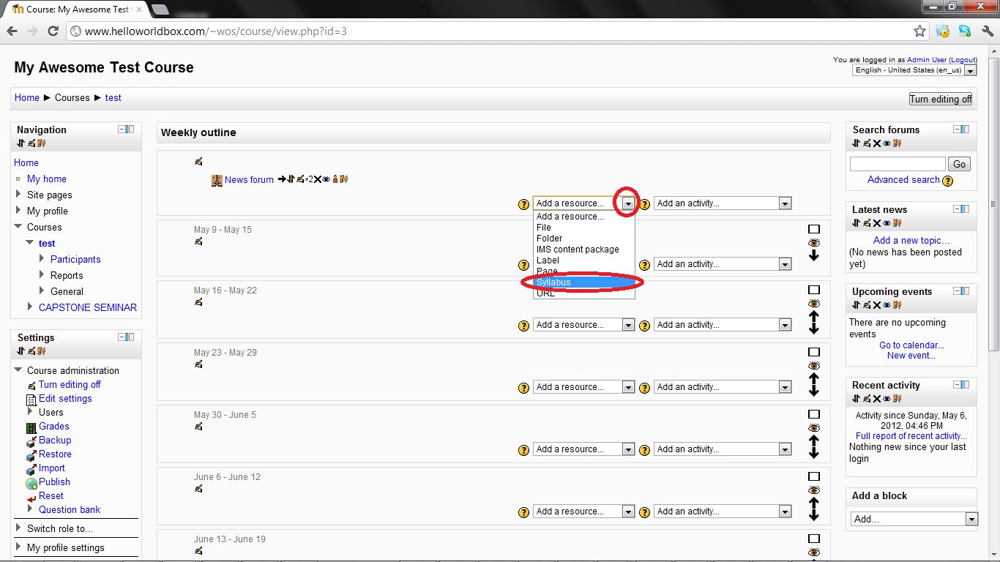 Course: My Awesome Test
www.helloworldbox.com/~wos/course/view.php?id=3
My Awesome Test Course
You are logged in as Admin User (Logout)
English - United States (en_us)
Home ► Courses ► test
Turn editing off
Navigation
Home
My home
Site pages
My profile
Courses
test
Participants
Reports
General
CAPSTONE SEMINAR
Settings
Course administration
Turn editing off
Edit settings
Users
Grades
Backup
Restore
Import
Publish
Reset
Question bank
Switch role to...
My profile settings
Weekly outline
News forum ×2
Add a resource... Add an activity...
Add a resource...
File
Folder
IMS content package
Label
Page
Syllabus
URL
May 9 - May 15
Add an activity...
May 16 - May 22
Add a resource... Add an activity...
May 23 - May 29
Add a resource... Add an activity...
May 30 - June 5
Add a resource... Add an activity...
June 6 - June 12
Add a resource... Add an activity...
June 13 - June 19
Search forums
Go
Advanced search
Latest news
Add a new topic...
(No news has been posted
yet)
Upcoming events
There are no upcoming
events
Go to calendar...
New event...
Recent activity
Activity since Sunday, May 6,
2012, 04:46 PM
Full report of recent activity...
Nothing new since your last
login
Add a block
Add...